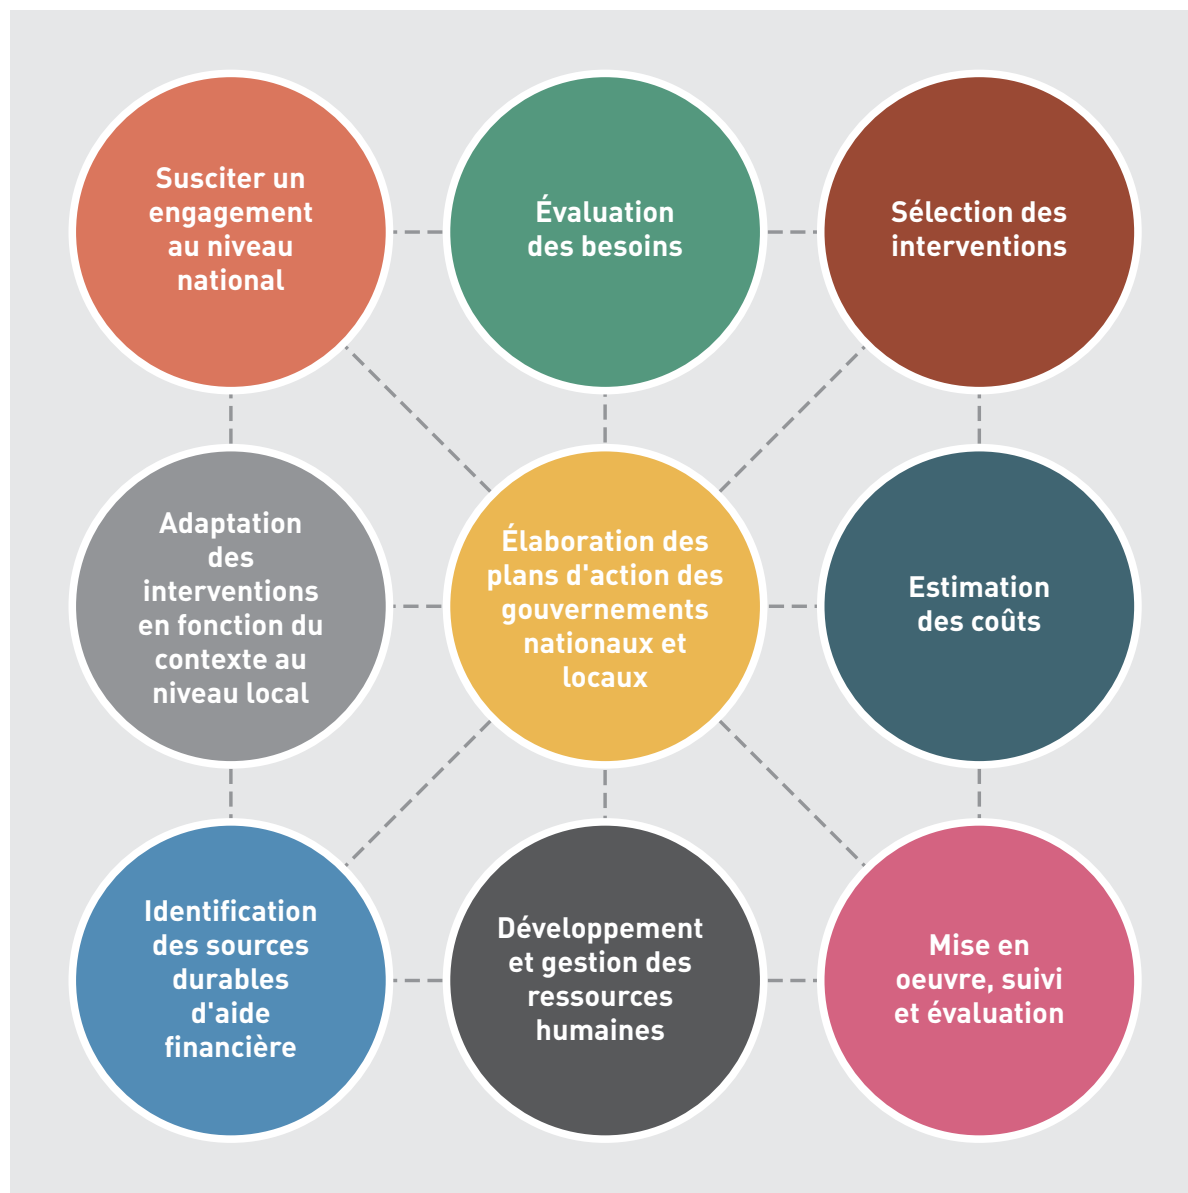 Susciter un
engagement
au niveau
national
Évaluation
des besoins
Sélection des
interventions
Adaptation
des
interventions
en fonction du
contexte au
niveau local
Élaboration des
plans d'action des
gouvernements
nationaux et
locaux
Estimation
des coûts
Identification
des sources
durables
d'aide
financière
Développement
et gestion des
ressources
humaines
Mise en
oeuvre, suivi
et évaluation